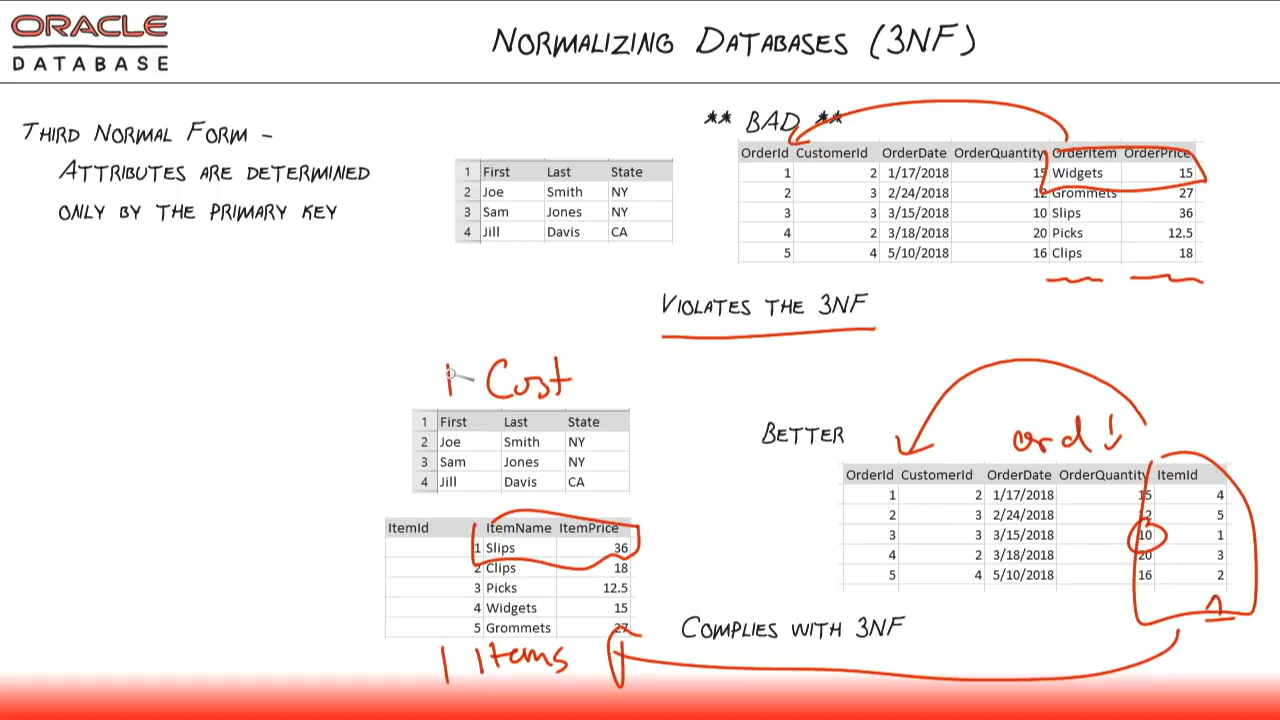 ORACLE
DATABASE
NORMALIZING DATABASES (3NF)
THIRD NORMAL FORM -
ATTRIBUTES ARE DETERMINED
ONLY BY THE PRIMARY KEY
1 First Last State
2 Joe Smith NY
3 Sam Jones NY
4 Jill Davis CA
** BAD **
OrderId CustomerId OrderDate OrderQuantity OrderItem OrderPrice
1 2 1/17/2018 15 Widgets 15
2 3 2/24/2018 12 Grommets 27
3 3 3/15/2018 10 Slips 36
4 2 3/18/2018 20 Picks 12.5
5 4 5/10/2018 16 Clips 18
VIOLATES THE 3NF
Cost
1 First Last State
2 Joe Smith NY
3 Sam Jones NY
4 Jill Davis CA
ItemId ItemName ItemPrice
1 Slips 36
2 Clips 18
3 Picks 12.5
4 Widgets 15
5 Grommets 27
1 Items
BETTER
ord
OrderId CustomerId OrderDate OrderQuantity ItemId
1 2 1/17/2018 15 4
2 3 2/24/2018 12 5
3 3 3/15/2018 10 1
4 2 3/18/2018 20 3
5 4 5/10/2018 16 2
1
COMPLIES WITH 3NF